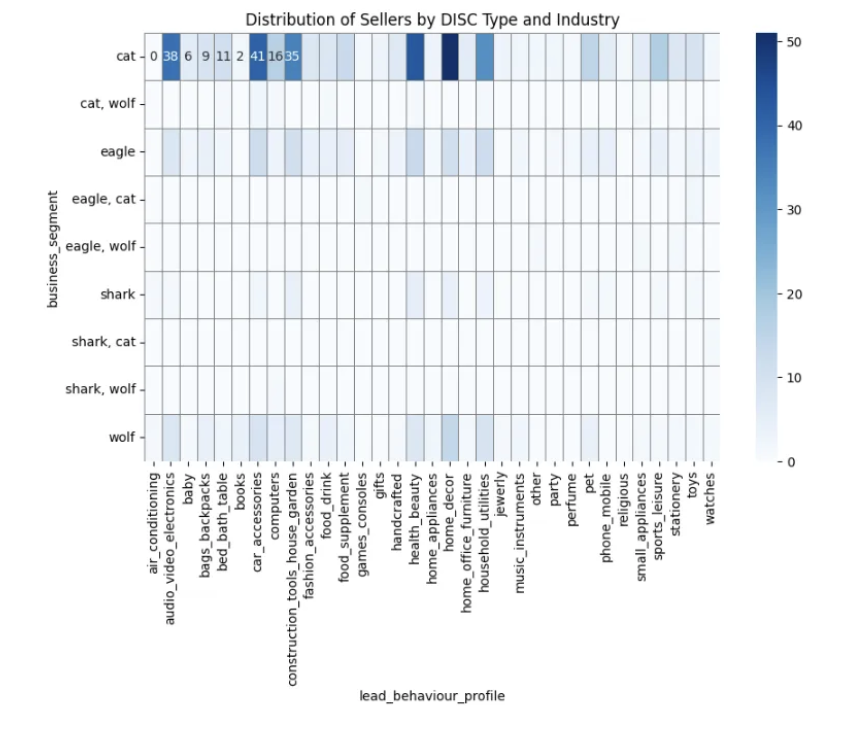 Distribution of Sellers by DISC Type and Industry
cat
0 38 6 9 11 2 41 16 35
cat, wolf
eagle
eagle, cat
eagle, wolf
shark
shark, cat
shark, wolf
wolf
business_segment
air_conditioning
audio_video_electronics
baby
bags_backpacks
bed_bath_table
books
car_accessories
computers
construction_tools_house_garden
fashion_accessories
food_drink
food_supplement
games_consoles
gifts
handcrafted
health_beauty
home_appliances
home_decor
home_office_furniture
household_utilities
jewerly
music_instruments
other
party
perfume
pet
phone_mobile
religious
small_appliances
sports_leisure
stationery
toys
watches
lead_behaviour_profile
50
40
30
20
10
0